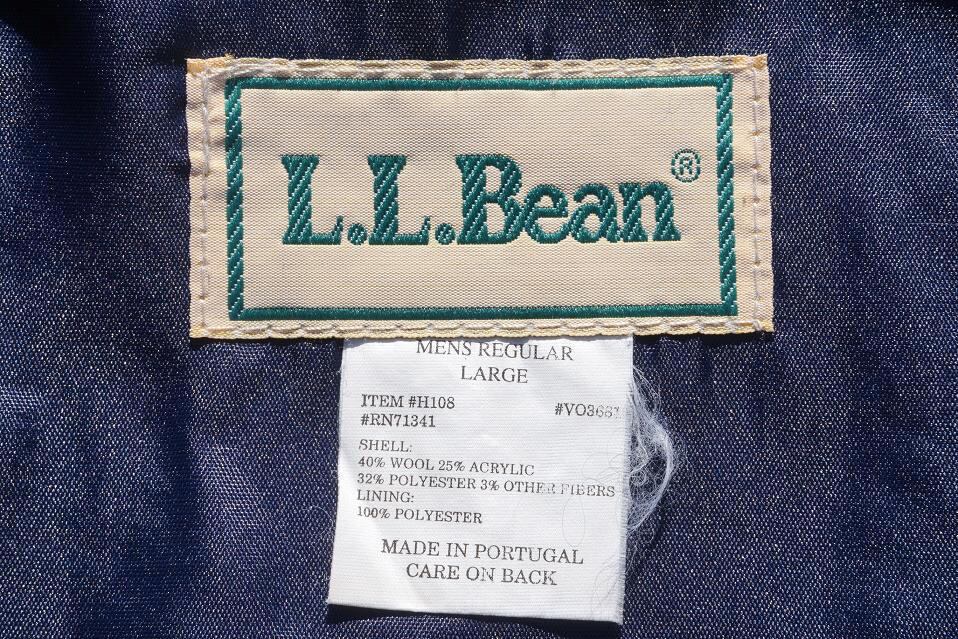 L.L.Bean®
MENS REGULAR
LARGE
ITEM #H108 #VO3681
#RN71341
SHELL:
40% WOOL 25% ACRYLIC
32% POLYESTER 3% OTHER FIBERS
LINING:
100% POLYESTER
MADE IN PORTUGAL
CARE ON BACK